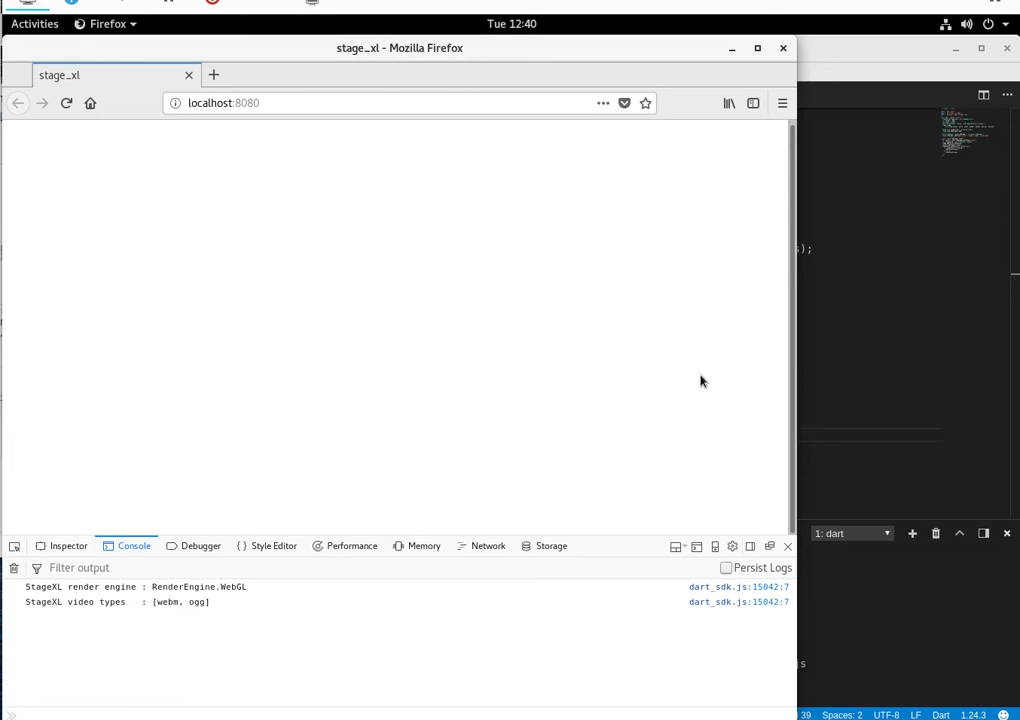 Activities Firefox Tue 12:40
stage_xl - Mozilla Firefox
stage_xl
localhost:8080
);
Inspector Console Debugger Style Editor Performance Memory Network Storage
1: dart
Filter output Persist Logs
StageXL render engine : RenderEngine.WebGL dart_sdk.js:15042:7
StageXL video types : [webm, ogg] dart_sdk.js:15042:7
js
39 Spaces: 2 UTF-8 LF Dart 1.24.3